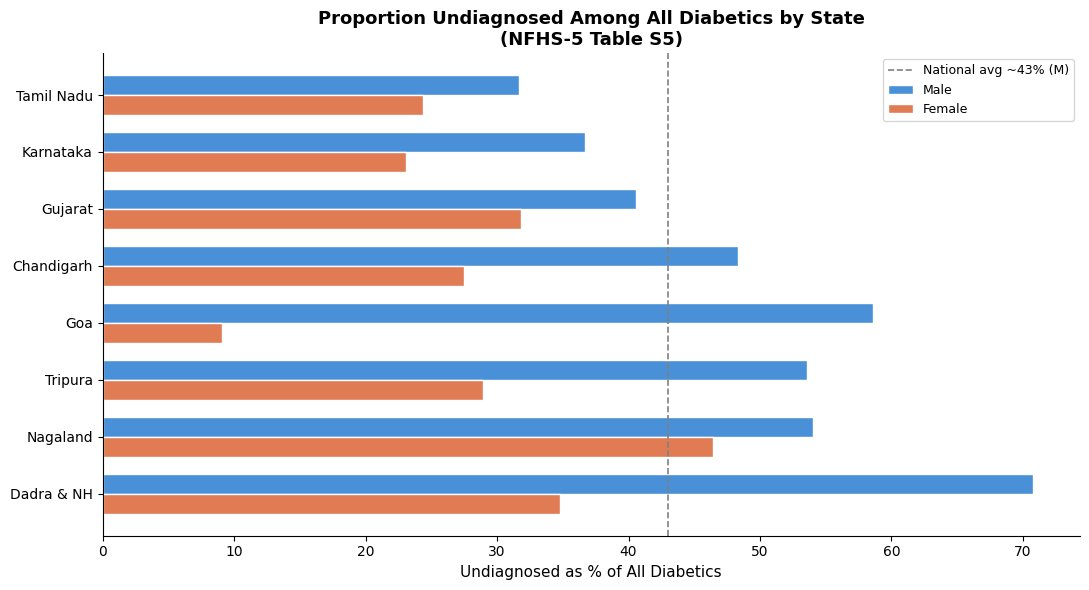 Proportion Undiagnosed Among All Diabetics by State
(NFHS-5 Table S5)
National avg ~43% (M)
Male
Female
Tamil Nadu
Karnataka
Gujarat
Chandigarh
Goa
Tripura
Nagaland
Dadra & NH
0 10 20 30 40 50 60 70
Undiagnosed as % of All Diabetics